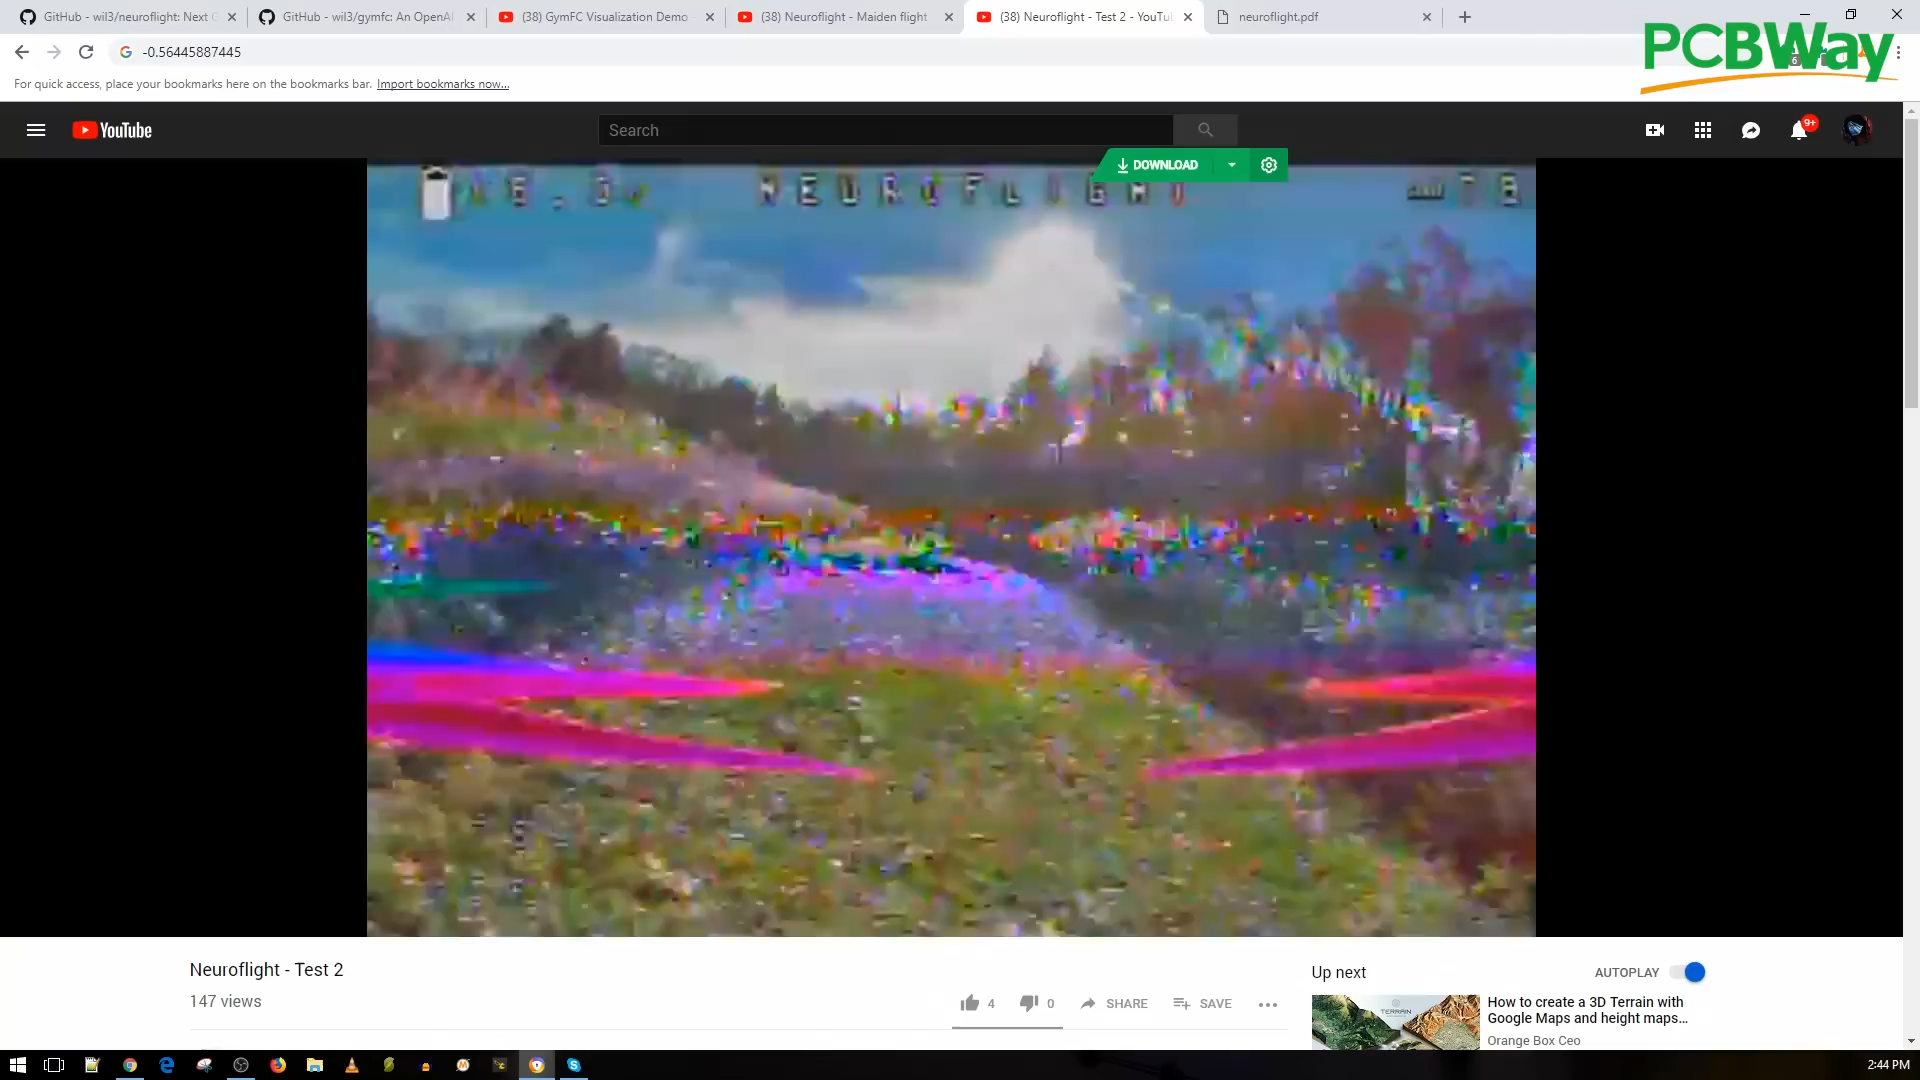 GitHub - wil3/neuroflight: Next G
GitHub - wil3/gymfc: An OpenAI
(38) GymFC Visualization Demo
(38) Neuroflight - Maiden flight
(38) Neuroflight - Test 2 - YouTu
neuroflight.pdf
-0.56445887445
PCBWay
For quick access, place your bookmarks here on the bookmarks bar. Import bookmarks now...
YouTube
Search
9+
DOWNLOAD
NEUROFLIGHT
Neuroflight - Test 2
147 views
4
0
SHARE
SAVE
Up next
AUTOPLAY
TERRAIN
How to create a 3D Terrain with
Google Maps and height maps...
Orange Box Ceo
2:44 PM